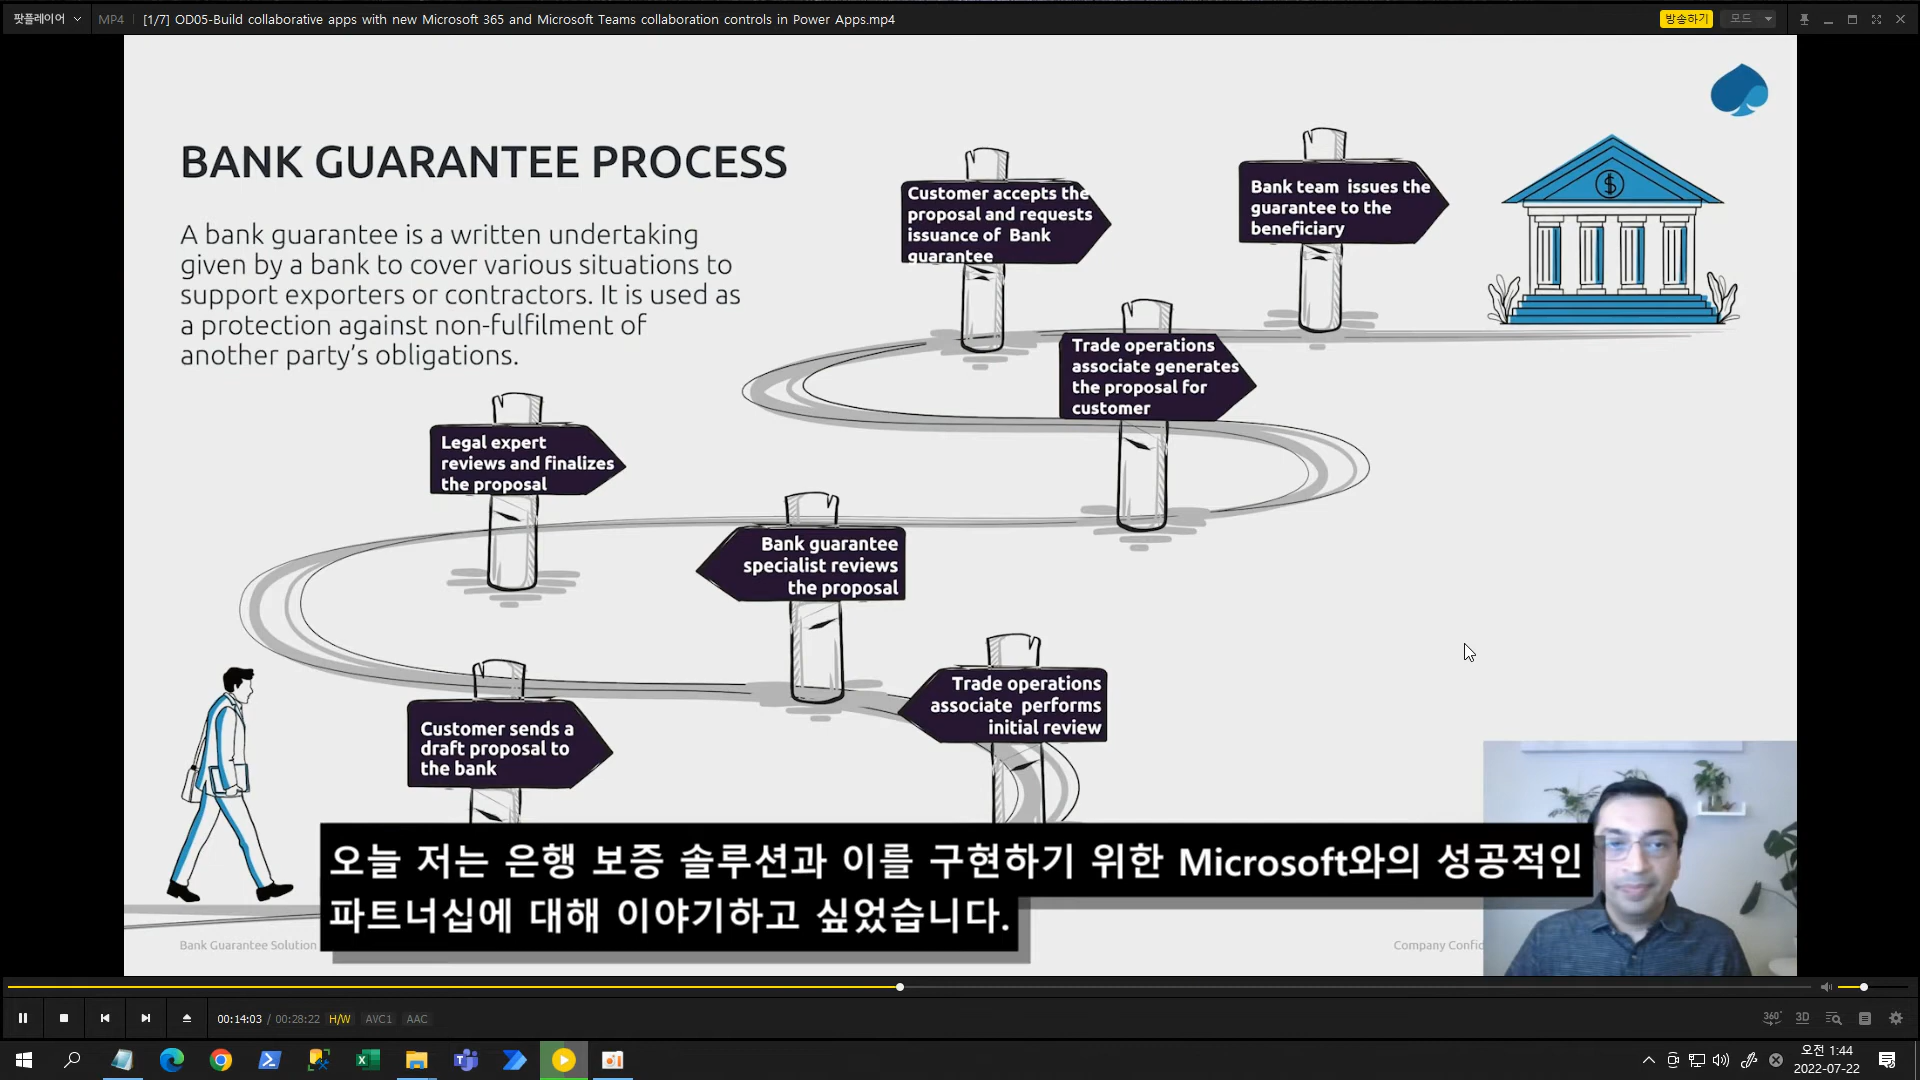 팟플레이어
MP4
[1/7] OD05-Build collaborative apps with new Microsoft 365 and Microsoft Teams collaboration controls in Power Apps.mp4
방송하기
모드
BANK GUARANTEE PROCESS
A bank guarantee is a written undertaking
given by a bank to cover various situations to
support exporters or contractors. It is used as
a protection against non-fulfilment of
another party’s obligations.
Customer accepts the
proposal and requests
issuance of Bank
guarantee
Bank team issues the
guarantee to the
beneficiary
$
Trade operations
associate generates
the proposal for
customer
Legal expert
reviews and finalizes
the proposal
Bank guarantee
specialist reviews
the proposal
Trade operations
associate performs
initial review
Customer sends a
draft proposal to
the bank
오늘 저는 은행 보증 솔루션과 이를 구현하기 위한 Microsoft와의 성공적인
파트너십에 대해 이야기하고 싶었습니다.
Bank Guarantee Solution
Company Confid
00:14:03 / 00:28:22 H/W AVC1 AAC
360° 3D
오전 1:44
2022-07-22